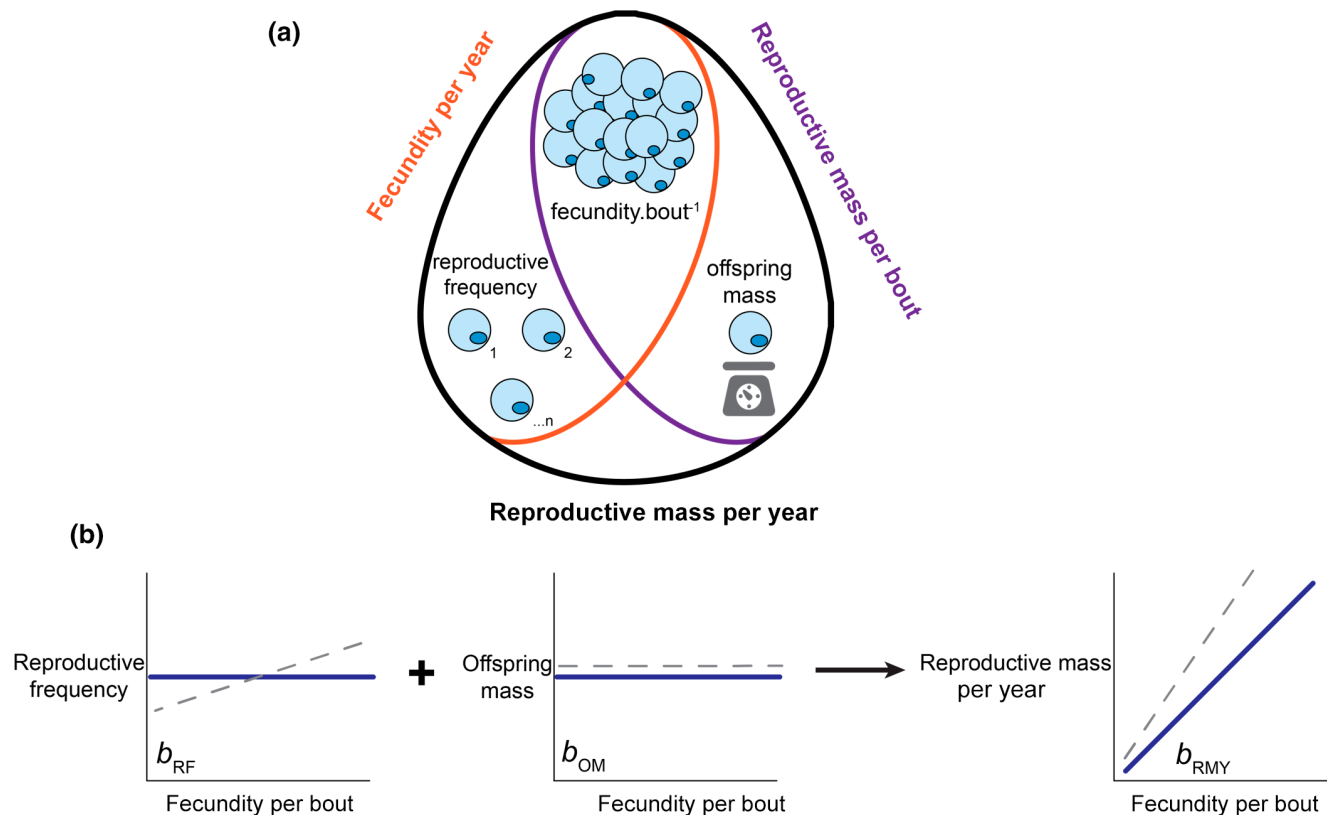 (a)
Fecundity per year
Reproductive mass per bout
fecundity.bout⁻¹
reproductive
frequency
offspring
mass
1
2
...n
Reproductive mass per year
(b)
Reproductive
frequency
b_RF
Fecundity per bout
+
Offspring
mass
b_OM
Fecundity per bout
Reproductive mass
per year
b_RMY
Fecundity per bout